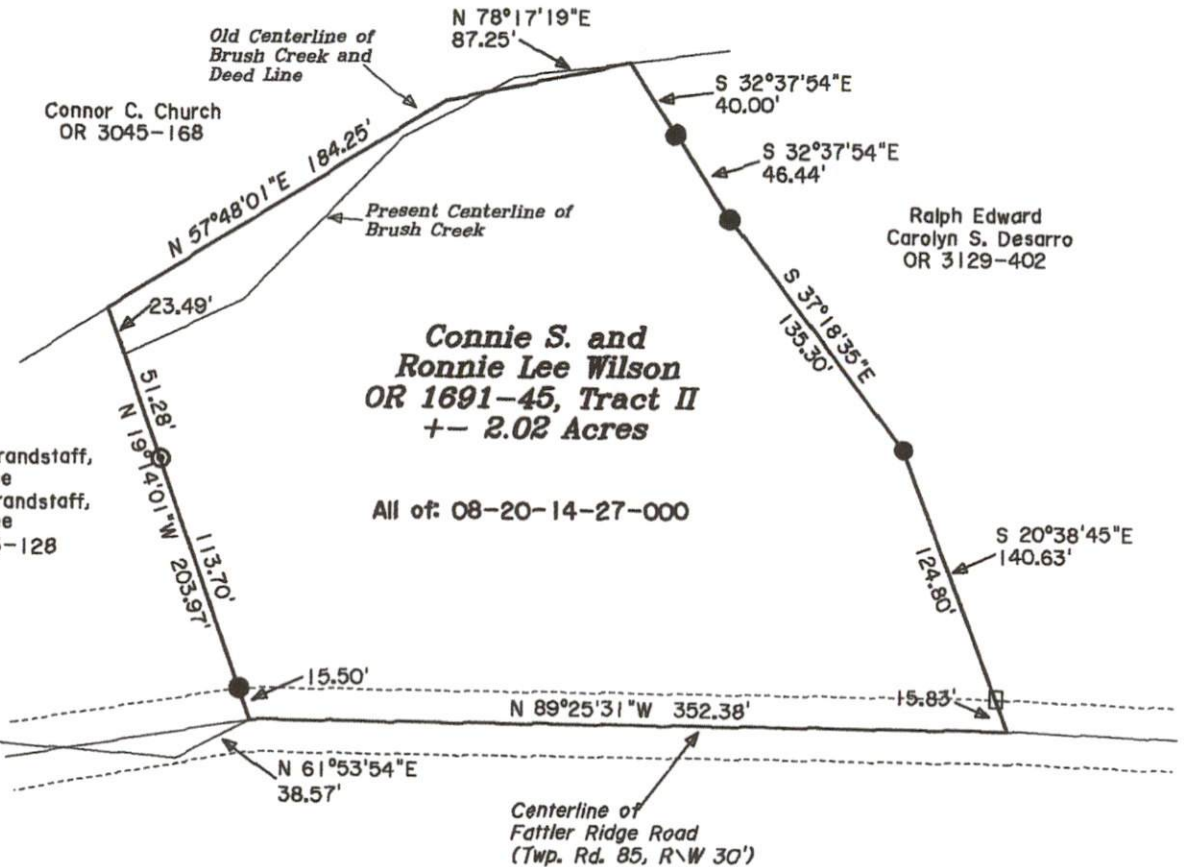 N 78°17'19"E
87.25'
Old Centerline of
Brush Creek and
Deed Line
Connor C. Church
OR 3045-168
S 32°37'54"E
40.00'
S 32°37'54"E
46.44'
N 57°48'01"E 184.25'
Present Centerline of
Brush Creek
Ralph Edward
Carolyn S. Desarro
OR 3129-402
23.49'
S 37°18'35"E
135.30'
Connie S. and
Ronnie Lee Wilson
OR 1691-45, Tract II
+- 2.02 Acres
51.28'
N 19°14'01"W 203.97'
113.70'
All of: 08-20-14-27-000
S 20°38'45"E
140.63'
124.80'
15.50'
15.83'
N 89°25'31"W 352.38'
N 61°53'54"E
38.57'
Centerline of
Fattler Ridge Road
(Twp. Rd. 85, R\W 30')